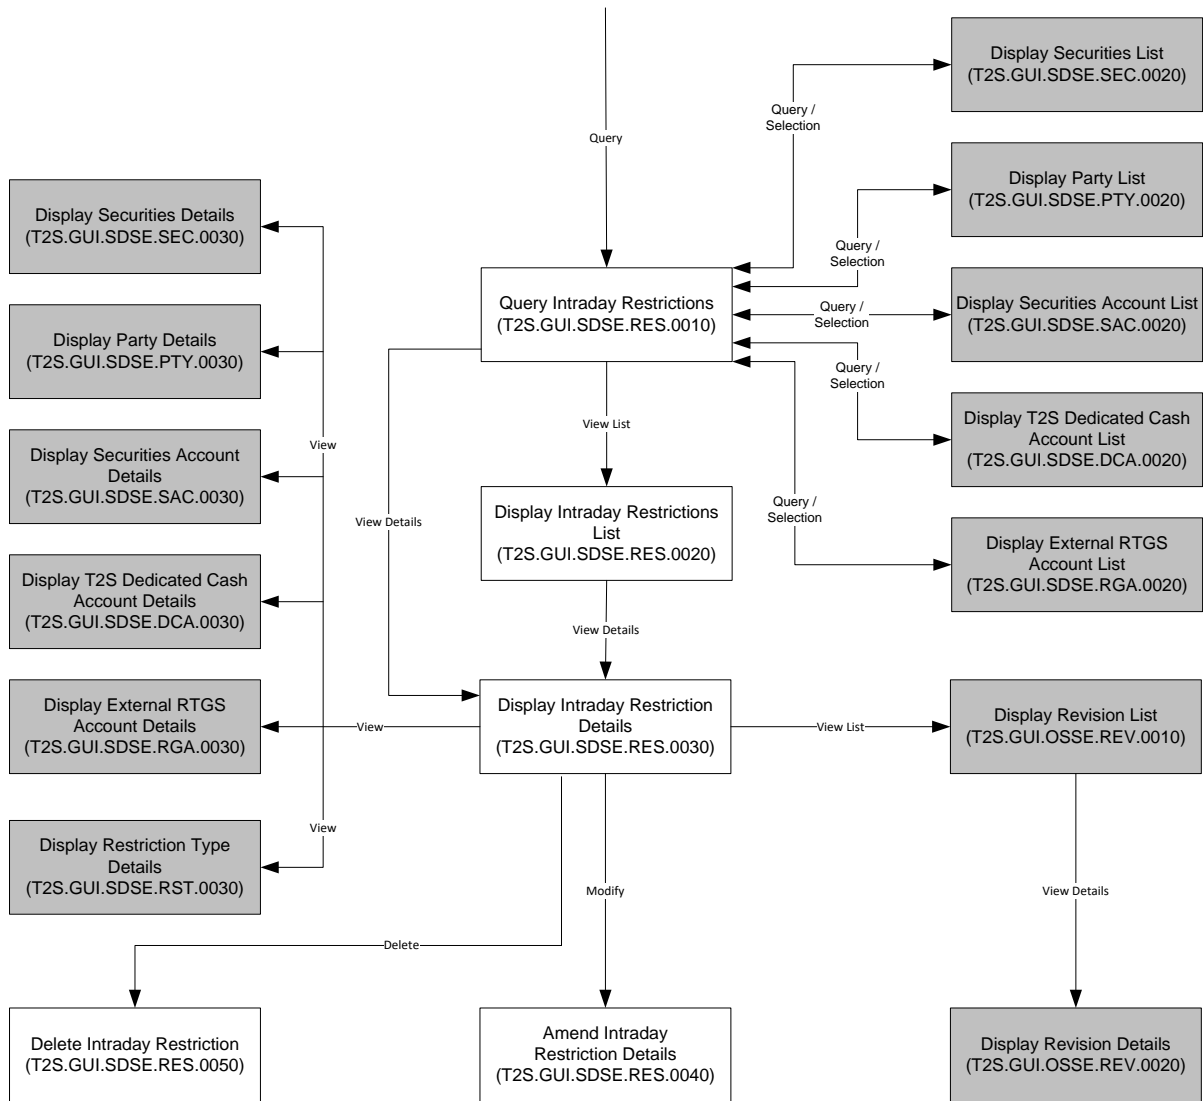 Display Securities List
(T2S.GUI.SDSE.SEC.0020)
Query /
Selection
Query
Display Party List
(T2S.GUI.SDSE.PTY.0020)
Display Securities Details
(T2S.GUI.SDSE.SEC.0030)
Query /
Selection
Query Intraday Restrictions
(T2S.GUI.SDSE.RES.0010)
Query /
Selection
Display Securities Account List
(T2S.GUI.SDSE.SAC.0020)
Display Party Details
(T2S.GUI.SDSE.PTY.0030)
Query /
Selection
View List
View
Display T2S Dedicated Cash
Account List
(T2S.GUI.SDSE.DCA.0020)
Display Securities Account
Details
(T2S.GUI.SDSE.SAC.0030)
View Details
Display Intraday Restrictions
List
(T2S.GUI.SDSE.RES.0020)
Query /
Selection
Display External RTGS
Account List
(T2S.GUI.SDSE.RGA.0020)
Display T2S Dedicated Cash
Account Details
(T2S.GUI.SDSE.DCA.0030)
View Details
Display External RTGS
Account Details
(T2S.GUI.SDSE.RGA.0030)
View
Display Intraday Restriction
Details
(T2S.GUI.SDSE.RES.0030)
View List
Display Revision List
(T2S.GUI.OSSE.REV.0010)
View
Display Restriction Type
Details
(T2S.GUI.SDSE.RST.0030)
Modify
View Details
Delete
Delete Intraday Restriction
(T2S.GUI.SDSE.RES.0050)
Amend Intraday
Restriction Details
(T2S.GUI.SDSE.RES.0040)
Display Revision Details
(T2S.GUI.OSSE.REV.0020)